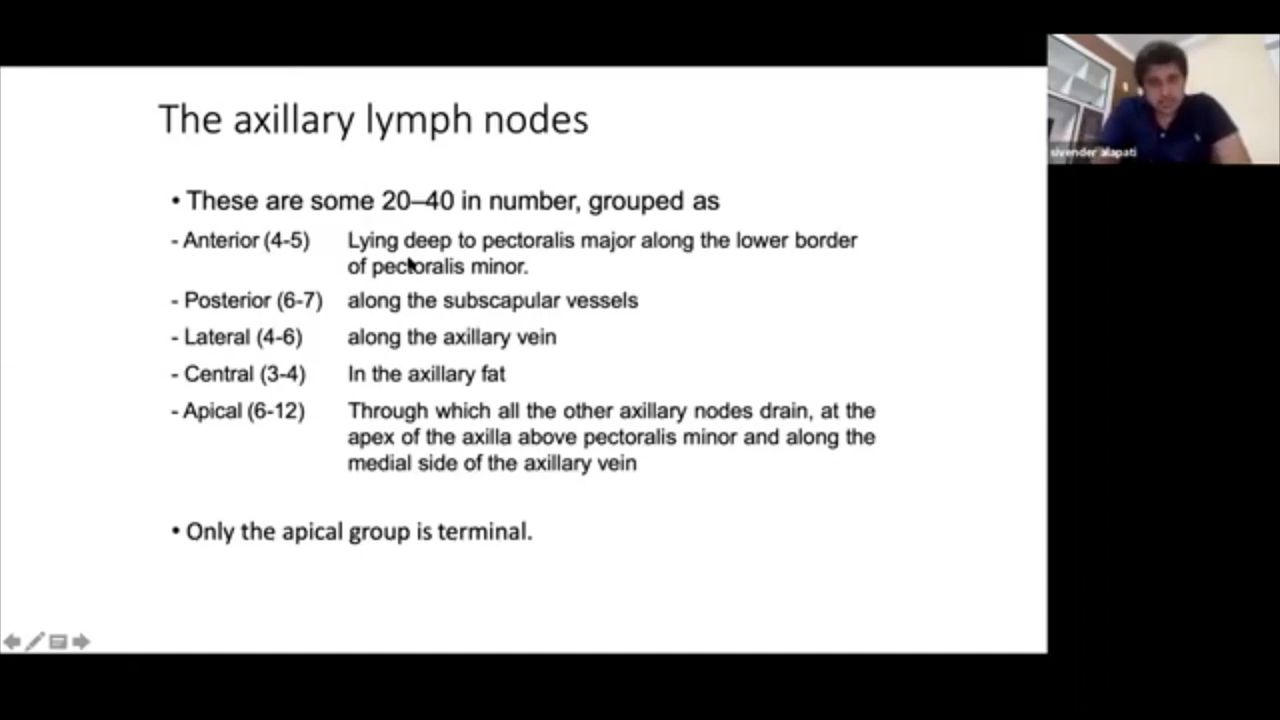 The axillary lymph nodes
sivender alapati
• These are some 20–40 in number, grouped as
- Anterior (4-5) Lying deep to pectoralis major along the lower border
of pectoralis minor.
- Posterior (6-7) along the subscapular vessels
- Lateral (4-6) along the axillary vein
- Central (3-4) In the axillary fat
- Apical (6-12) Through which all the other axillary nodes drain, at the
apex of the axilla above pectoralis minor and along the
medial side of the axillary vein
• Only the apical group is terminal.